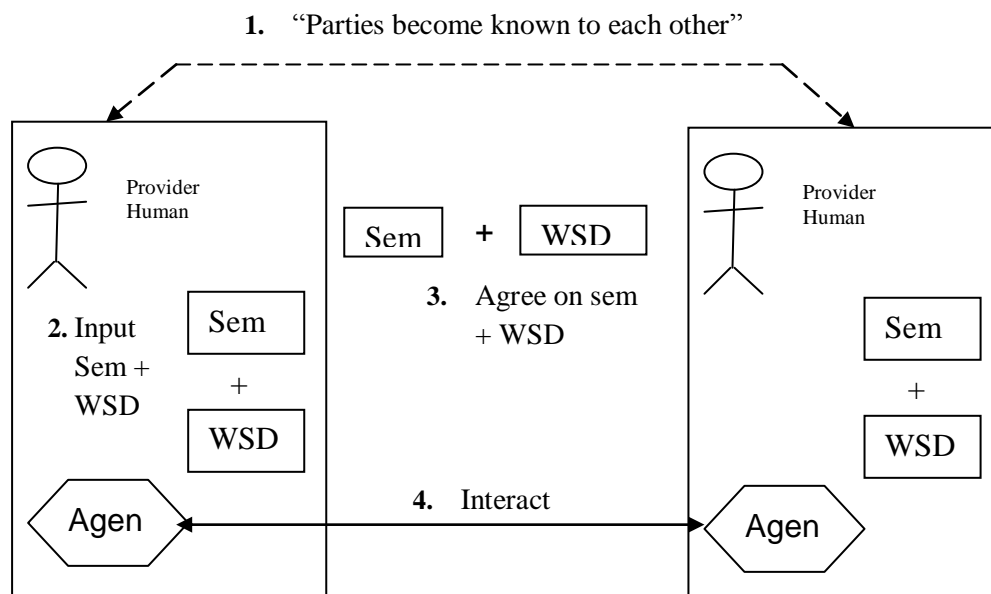 1. “Parties become known to each other”
Provider
Human
2. Input
Sem +
WSD
Sem
+
WSD
Agen
Sem + WSD
3. Agree on sem
+ WSD
4. Interact
Provider
Human
Sem
+
WSD
Agen